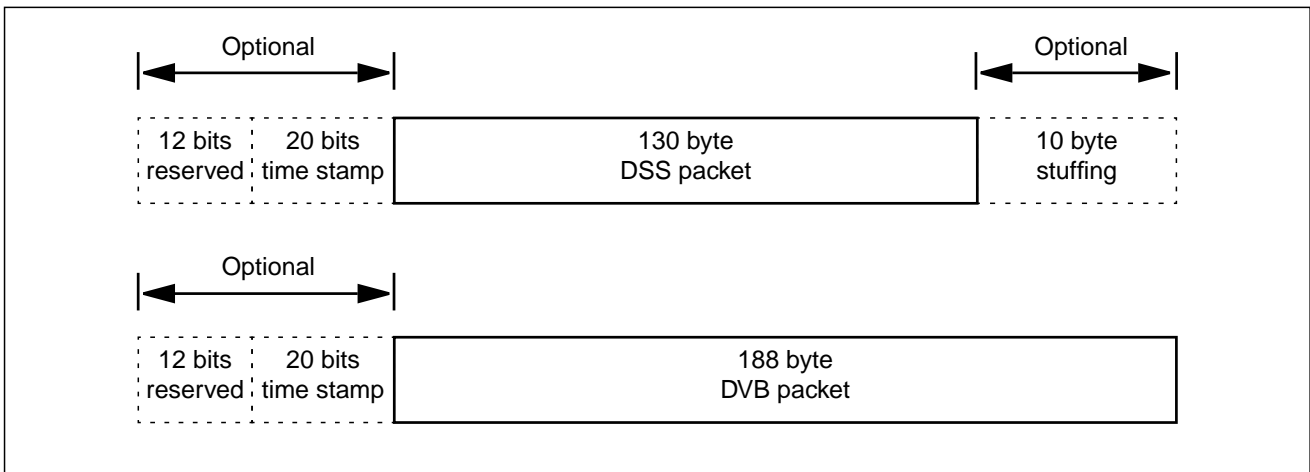 Optional
Optional
12 bits
reserved
20 bits
time stamp
130 byte
DSS packet
10 byte
stuffing
Optional
12 bits
reserved
20 bits
time stamp
188 byte
DVB packet